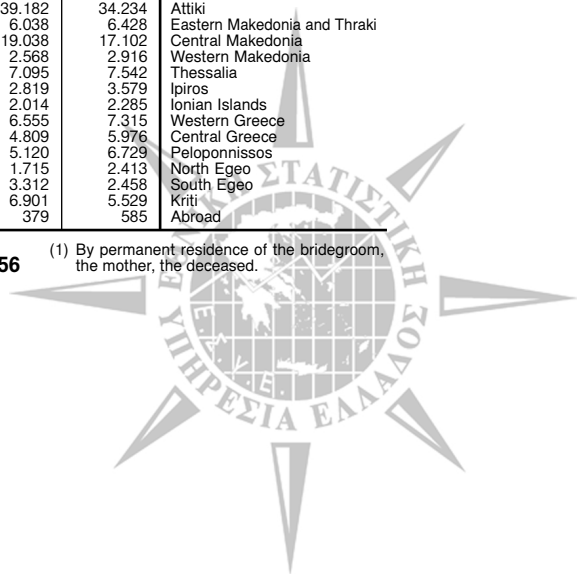 39.182 34.234 Attiki
6.038 6.428 Eastern Makedonia and Thraki
19.038 17.102 Central Makedonia
2.568 2.916 Western Makedonia
7.095 7.542 Thessalia
2.819 3.579 Ipiros
2.014 2.285 Ionian Islands
6.555 7.315 Western Greece
4.809 5.976 Central Greece
5.120 6.729 Peloponnissos
1.715 2.413 North Egeo
3.312 2.458 South Egeo
6.901 5.529 Kriti
379 585 Abroad
56
(1) By permanent residence of the bridegroom,
the mother, the deceased.
ΕΘΝΙΚΗ ΣΤΑΤΙΣΤΙΚΗ
ΥΠΗΡΕΣΙΑ ΕΛΛΑΔΟΣ
Ε.Σ.Υ.Ε.